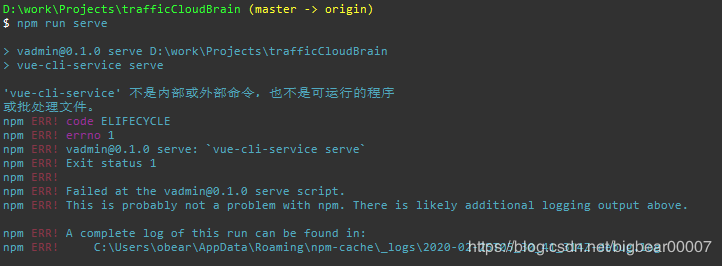 D:\work\Projects\trafficCloudBrain (master -> origin)
$ npm run serve
> vadmin@0.1.0 serve D:\work\Projects\trafficCloudBrain
> vue-cli-service serve
'vue-cli-service' 不是内部或外部命令，也不是可运行的程序
或批处理文件。
npm ERR! code ELIFECYCLE
npm ERR! errno 1
npm ERR! vadmin@0.1.0 serve: `vue-cli-service serve`
npm ERR! Exit status 1
npm ERR!
npm ERR! Failed at the vadmin@0.1.0 serve script.
npm ERR! This is probably not a problem with npm. There is likely additional logging output above.
npm ERR! A complete log of this run can be found in:
npm ERR! C:\Users\obear\AppData\Roaming\npm-cache\_logs\2020-02
https://blog.csdn.net/bigbear00007